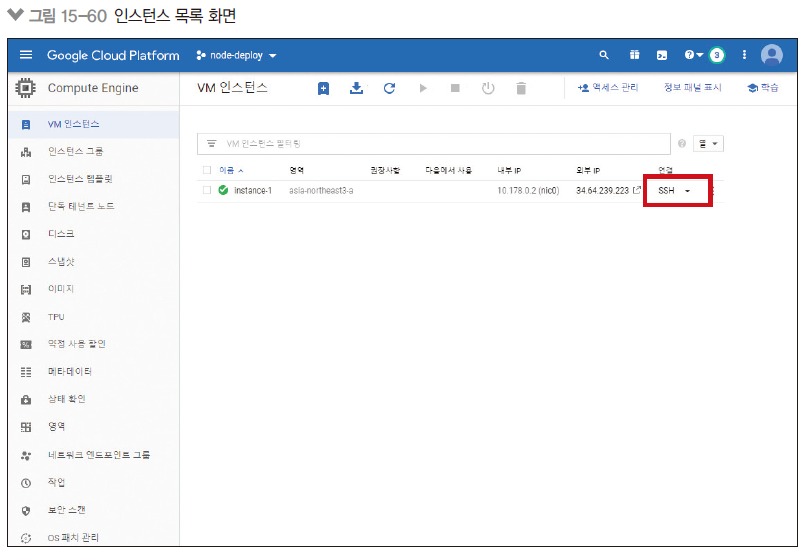 그림 15-60 인스턴스 목록 화면
Google Cloud Platform node-deploy 3
Compute Engine VM 인스턴스 액세스 관리 정보 패널 표시 학습
VM 인스턴스
인스턴스 그룹
인스턴스 템플릿
단독 테넌트 노드
디스크
스냅샷
이미지
TPU
약정 사용 할인
메타데이터
상태 확인
영역
네트워크 엔드포인트 그룹
작업
보안 스캔
OS 패치 관리
VM 인스턴스 필터링 열
이름 영역 권장사항 다음에서 사용 내부 IP 외부 IP 연결
instance-1 asia-northeast3-a 10.178.0.2 (nic0) 34.64.239.223 SSH